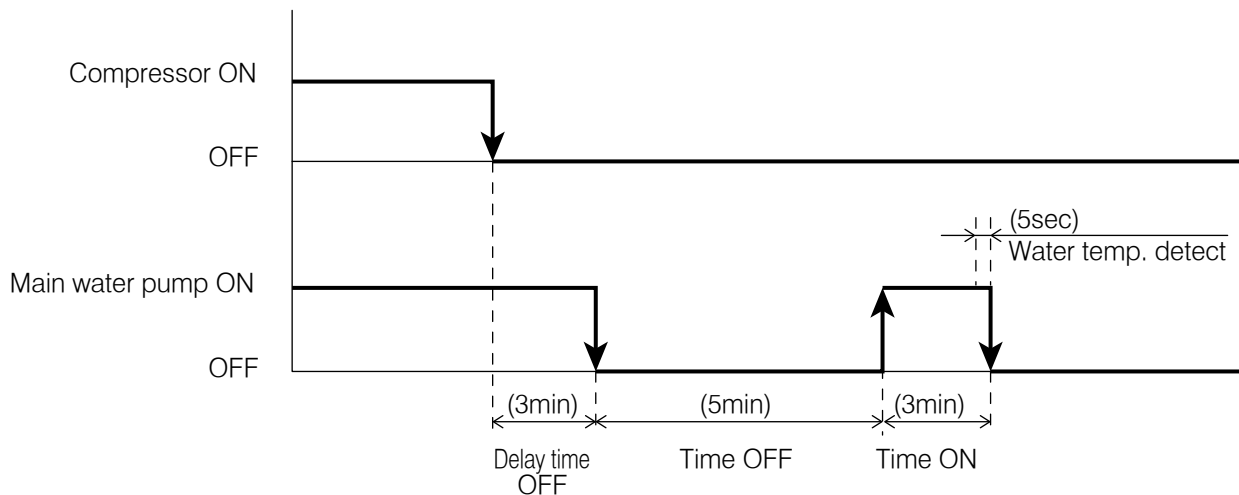 Compressor ON
OFF
(5sec)
Water temp. detect
Main water pump ON
OFF
(3min)
(5min)
(3min)
Delay time
OFF
Time OFF
Time ON